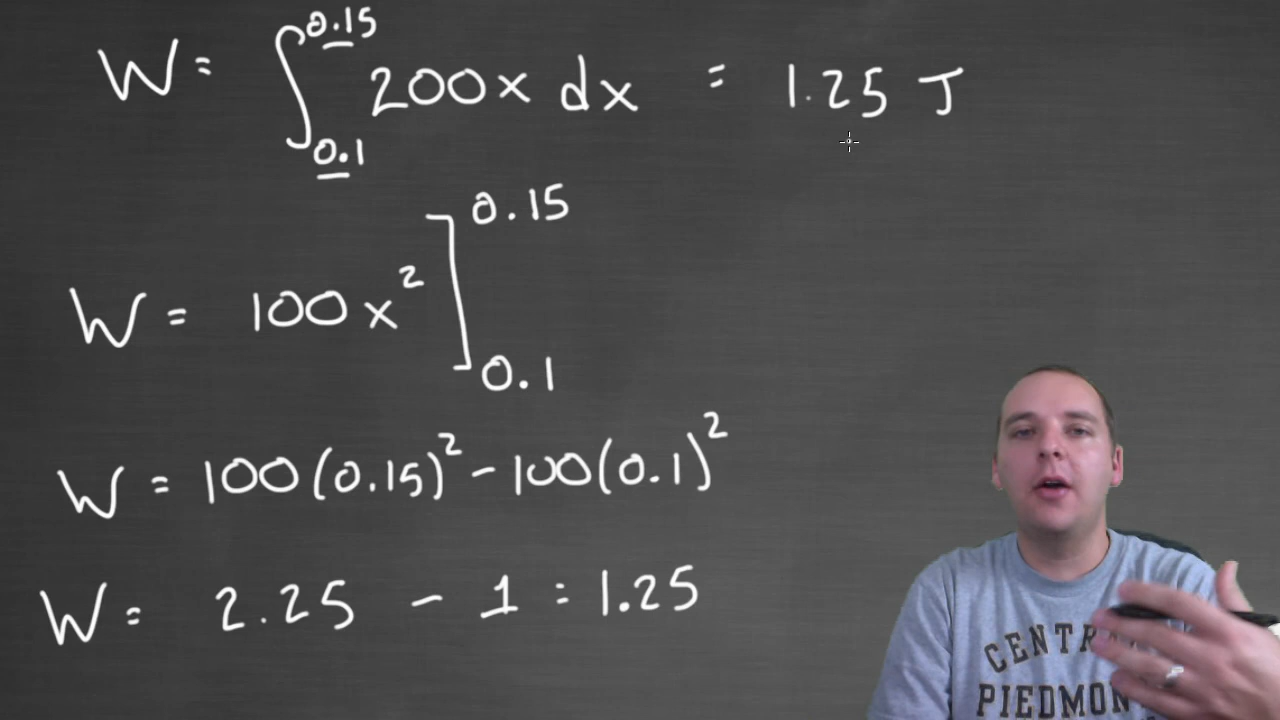 W = ∫ 0.15 0.1 200x dx = 1.25 J
W = 100x² ] 0.15 0.1
W = 100(0.15)² - 100(0.1)²
W = 2.25 - 1 = 1.25
CENTRA
PIEDMON